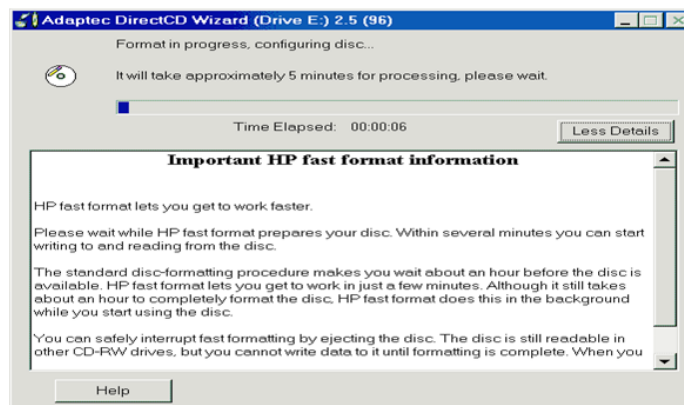 Adaptec DirectCD Wizard (Drive E:) 2.5 (96)
Format in progress, configuring disc...
It will take approximately 5 minutes for processing, please wait.
Time Elapsed: 00:00:06
Less Details
Important HP fast format information
HP fast format lets you get to work faster.
Please wait while HP fast format prepares your disc. Within several minutes you can start
writing to and reading from the disc.
The standard disc-formatting procedure makes you wait about an hour before the disc is
available. HP fast format lets you get to work in just a few minutes. Although it still takes
about an hour to completely format the disc, HP fast format does this in the background
while you start using the disc.
You can safely interrupt fast formatting by ejecting the disc. The disc is still readable in
other CD-RW drives, but you cannot write data to it until formatting is complete. When you
Help